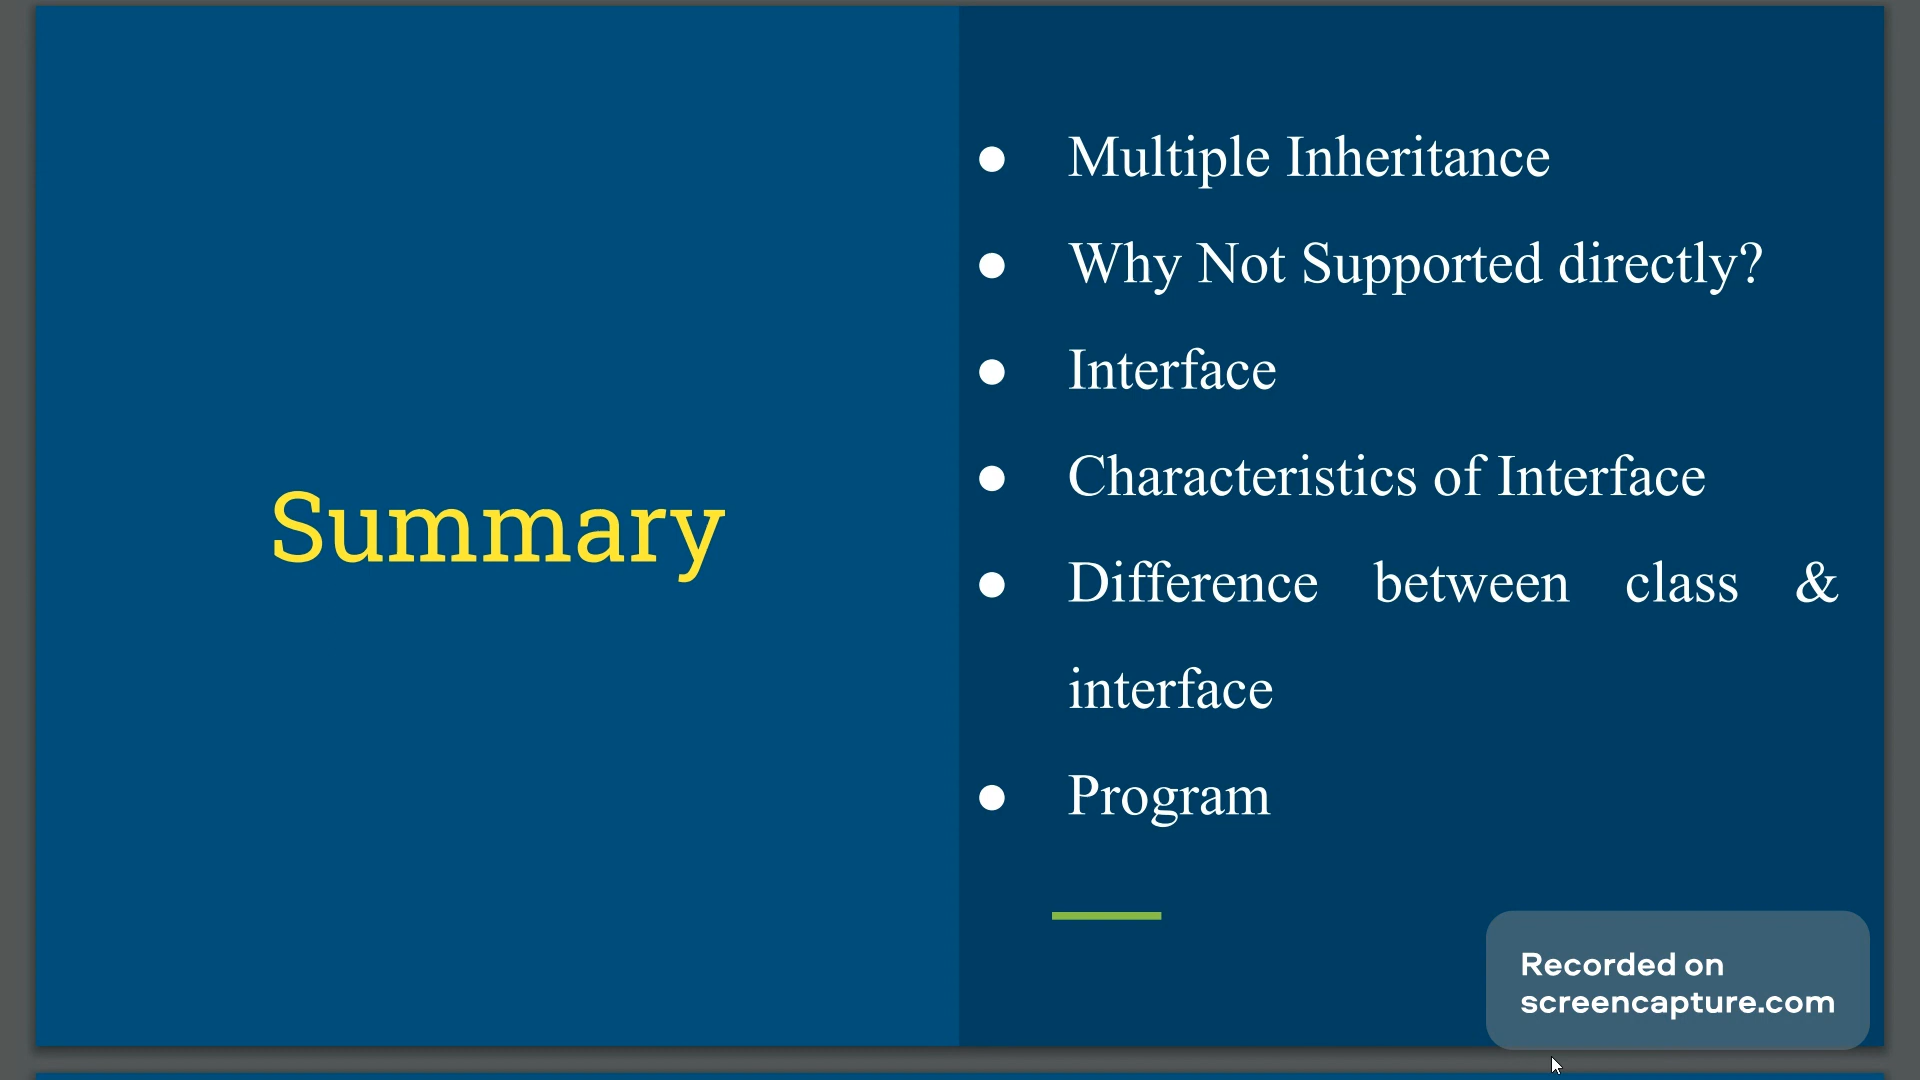 Summary
● Multiple Inheritance
● Why Not Supported directly?
● Interface
● Characteristics of Interface
● Difference between class &
interface
● Program
Recorded on
screencapture.com